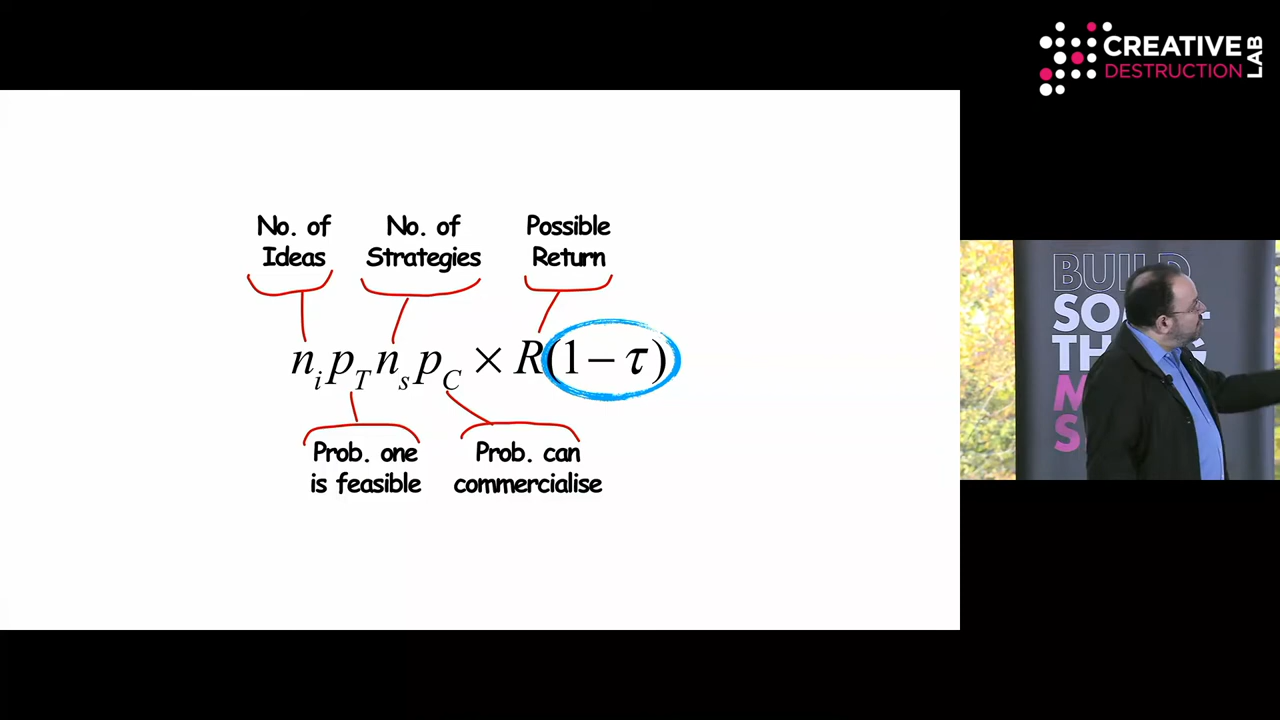 CREATIVE
DESTRUCTION
LAB
No. of
Ideas
No. of
Strategies
Possible
Return
n_i p_T n_s p_C × R(1 − τ)
Prob. one
is feasible
Prob. can
commercialise
BUILD
TH
M
S